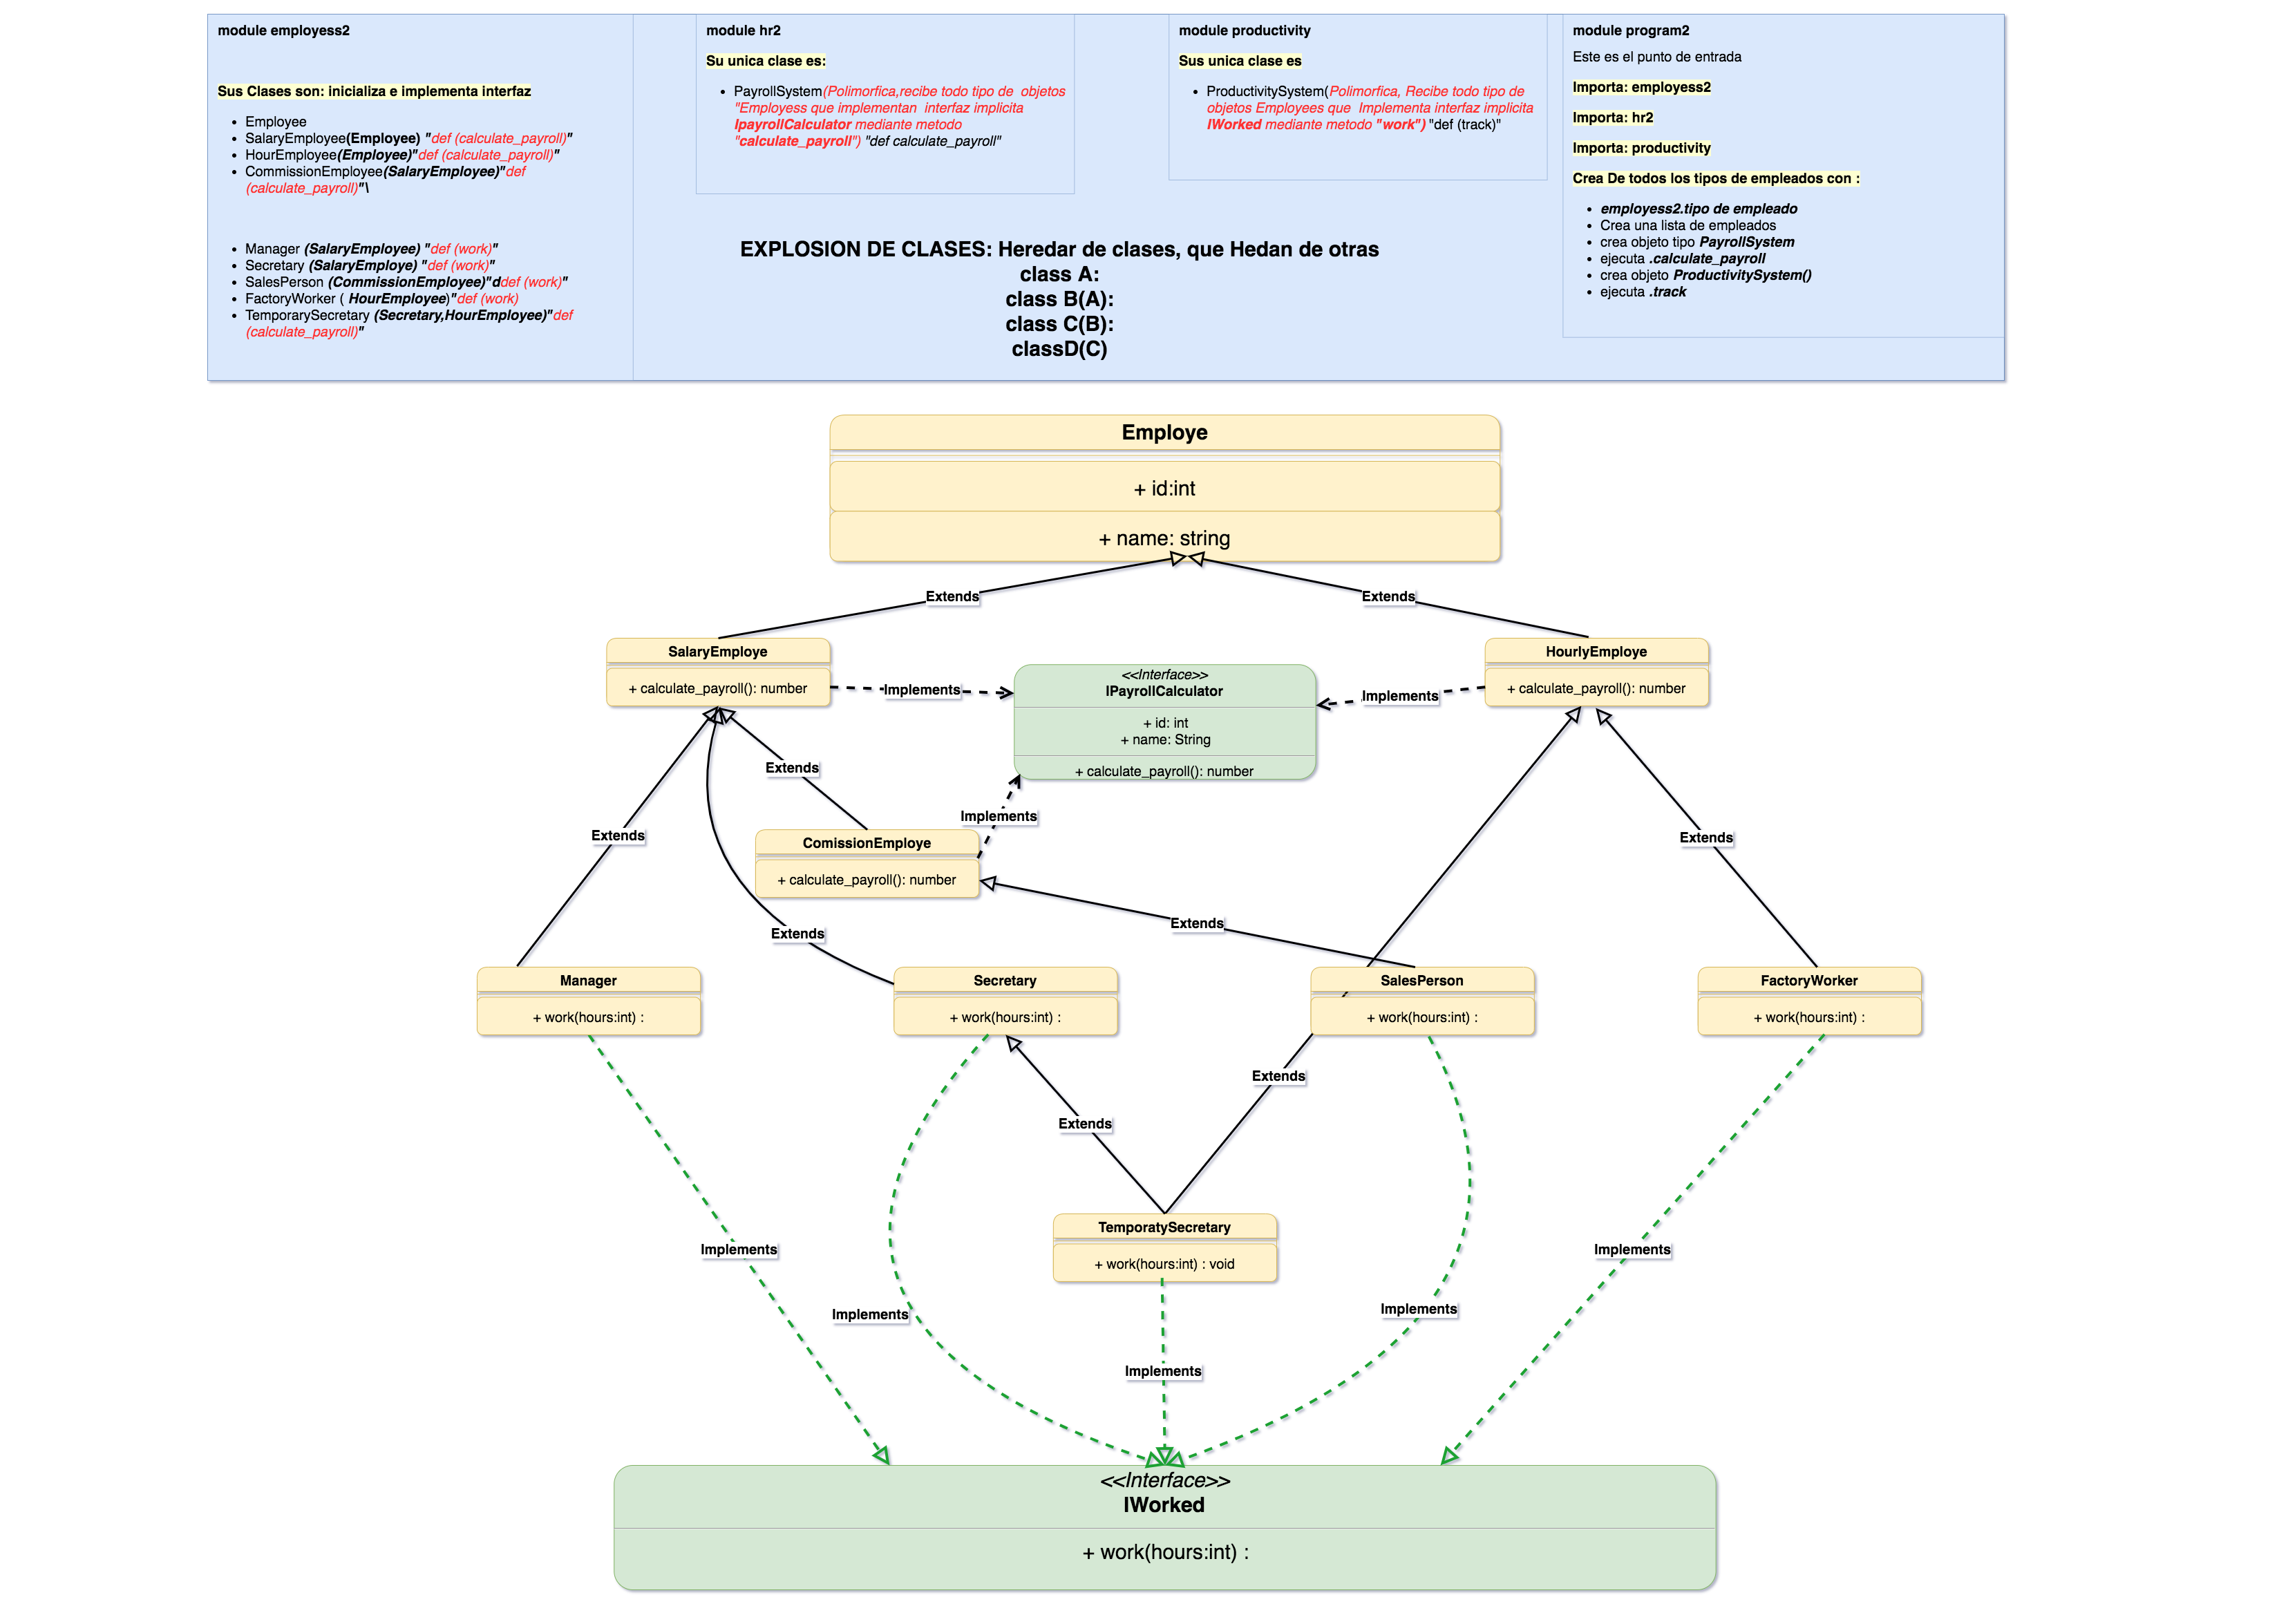 module employess2
Sus Clases son: inicializa e implementa interfaz
• Employee
• SalaryEmployee(Employee) "def (calculate_payroll)"
• HourEmployee(Employee)"def (calculate_payroll)"
• CommissionEmployee(SalaryEmployee)"def
(calculate_payroll)"\
• Manager (SalaryEmployee) "def (work)"
• Secretary (SalaryEmploye) "def (work)"
• SalesPerson (CommissionEmployee)"ddef (work)"
• FactoryWorker ( HourEmployee)"def (work)
• TemporarySecretary (Secretary,HourEmployee)"def
(calculate_payroll)"
module hr2
Su unica clase es:
• PayrollSystem(Polimorfica,recibe todo tipo de objetos
"Employess que implementan interfaz implicita
IpayrollCalculator mediante metodo
"calculate_payroll") "def calculate_payroll"
module productivity
Sus unica clase es
• ProductivitySystem(Polimorfica, Recibe todo tipo de
objetos Employees que Implementa interfaz implicita
IWorked mediante metodo "work") "def (track)"
module program2
Este es el punto de entrada
Importa: employess2
Importa: hr2
Importa: productivity
Crea De todos los tipos de empleados con :
• employess2.tipo de empleado
• Crea una lista de empleados
• crea objeto tipo PayrollSystem
• ejecuta .calculate_payroll
• crea objeto ProductivitySystem()
• ejecuta .track
EXPLOSION DE CLASES: Heredar de clases, que Hedan de otras
class A:
class B(A):
class C(B):
classD(C)
Employe
+ id:int
+ name: string
Extends
Extends
SalaryEmploye
+ calculate_payroll(): number
Implements
<<Interface>>
IPayrollCalculator
+ id: int
+ name: String
+ calculate_payroll(): number
Implements
HourlyEmploye
+ calculate_payroll(): number
Extends
Implements
Extends
Extends
ComissionEmploye
+ calculate_payroll(): number
Extends
Extends
Manager
+ work(hours:int) :
Secretary
+ work(hours:int) :
SalesPerson
+ work(hours:int) :
FactoryWorker
+ work(hours:int) :
Extends
Extends
TemporatySecretary
+ work(hours:int) : void
Implements
Implements
Implements
Implements
Implements
<<Interface>>
IWorked
+ work(hours:int) :